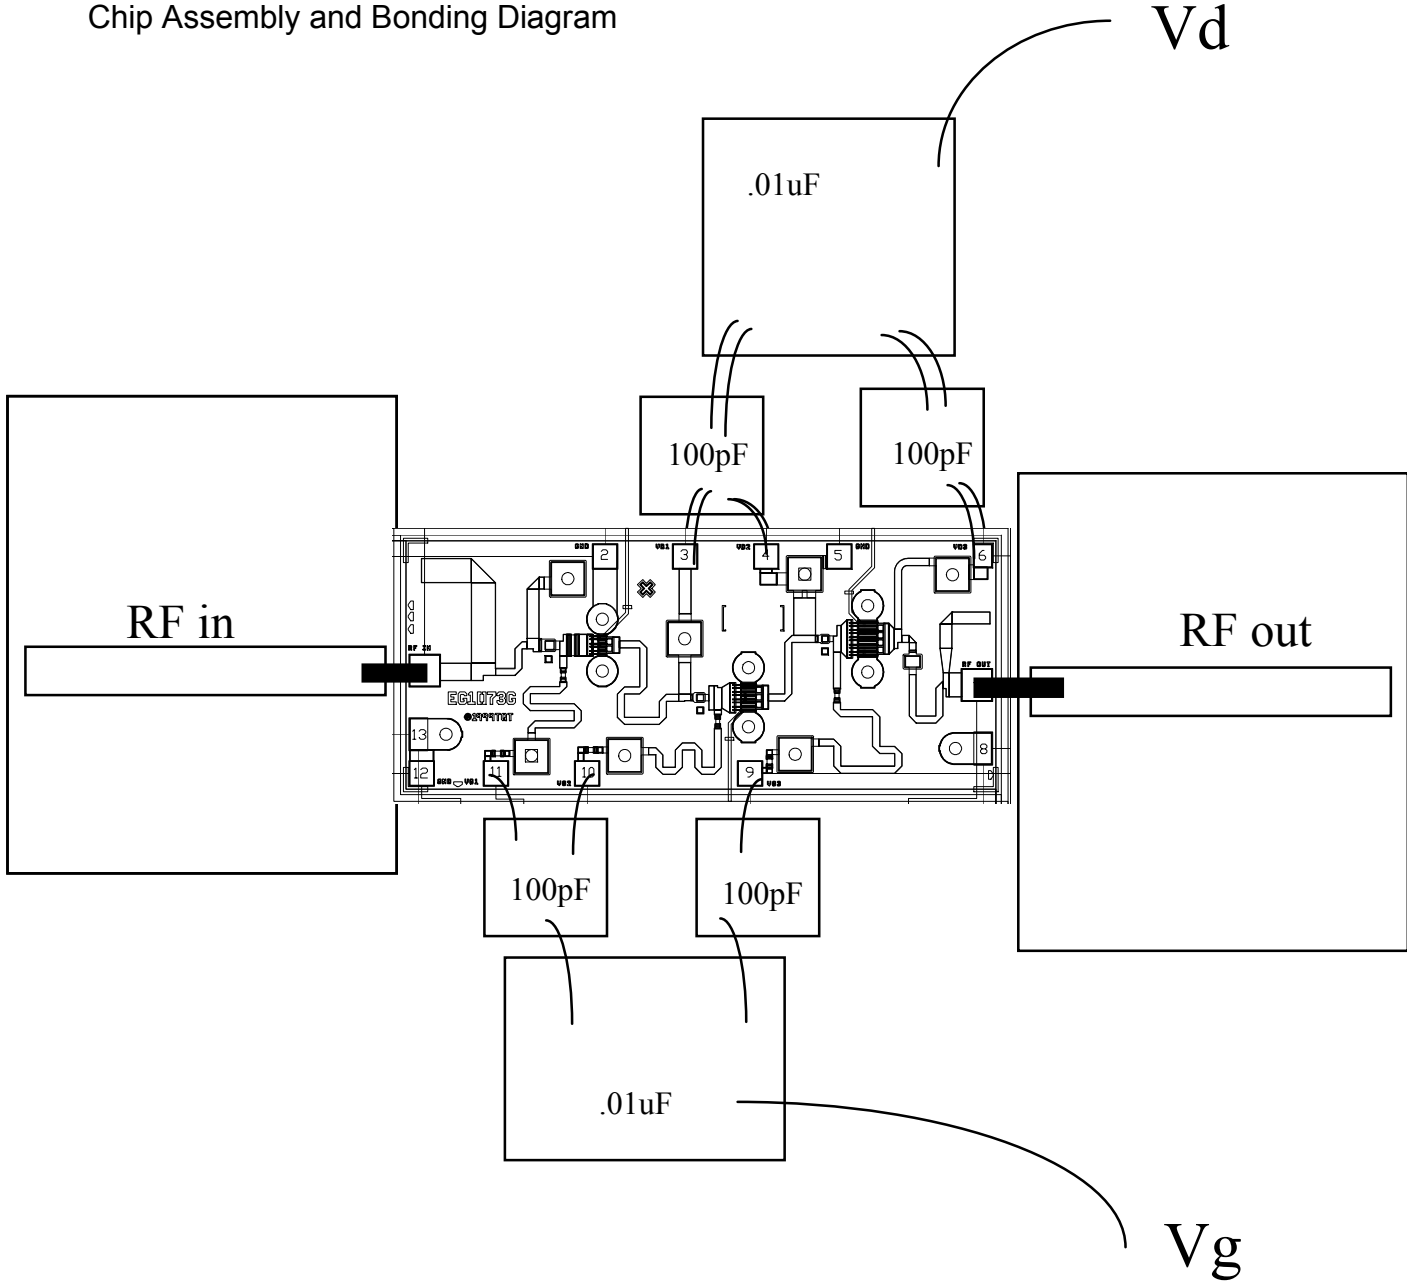 Chip Assembly and Bonding Diagram
Vd
.01uF
100pF
100pF
GND 2 VD1 3 VD2 4 5 GND VD3 6
RF in
RF out
RF IN
RF OUT
EG1073G
13
8
12 GND VG1 11 VG2 10 9 VG3
100pF
100pF
.01uF
Vg